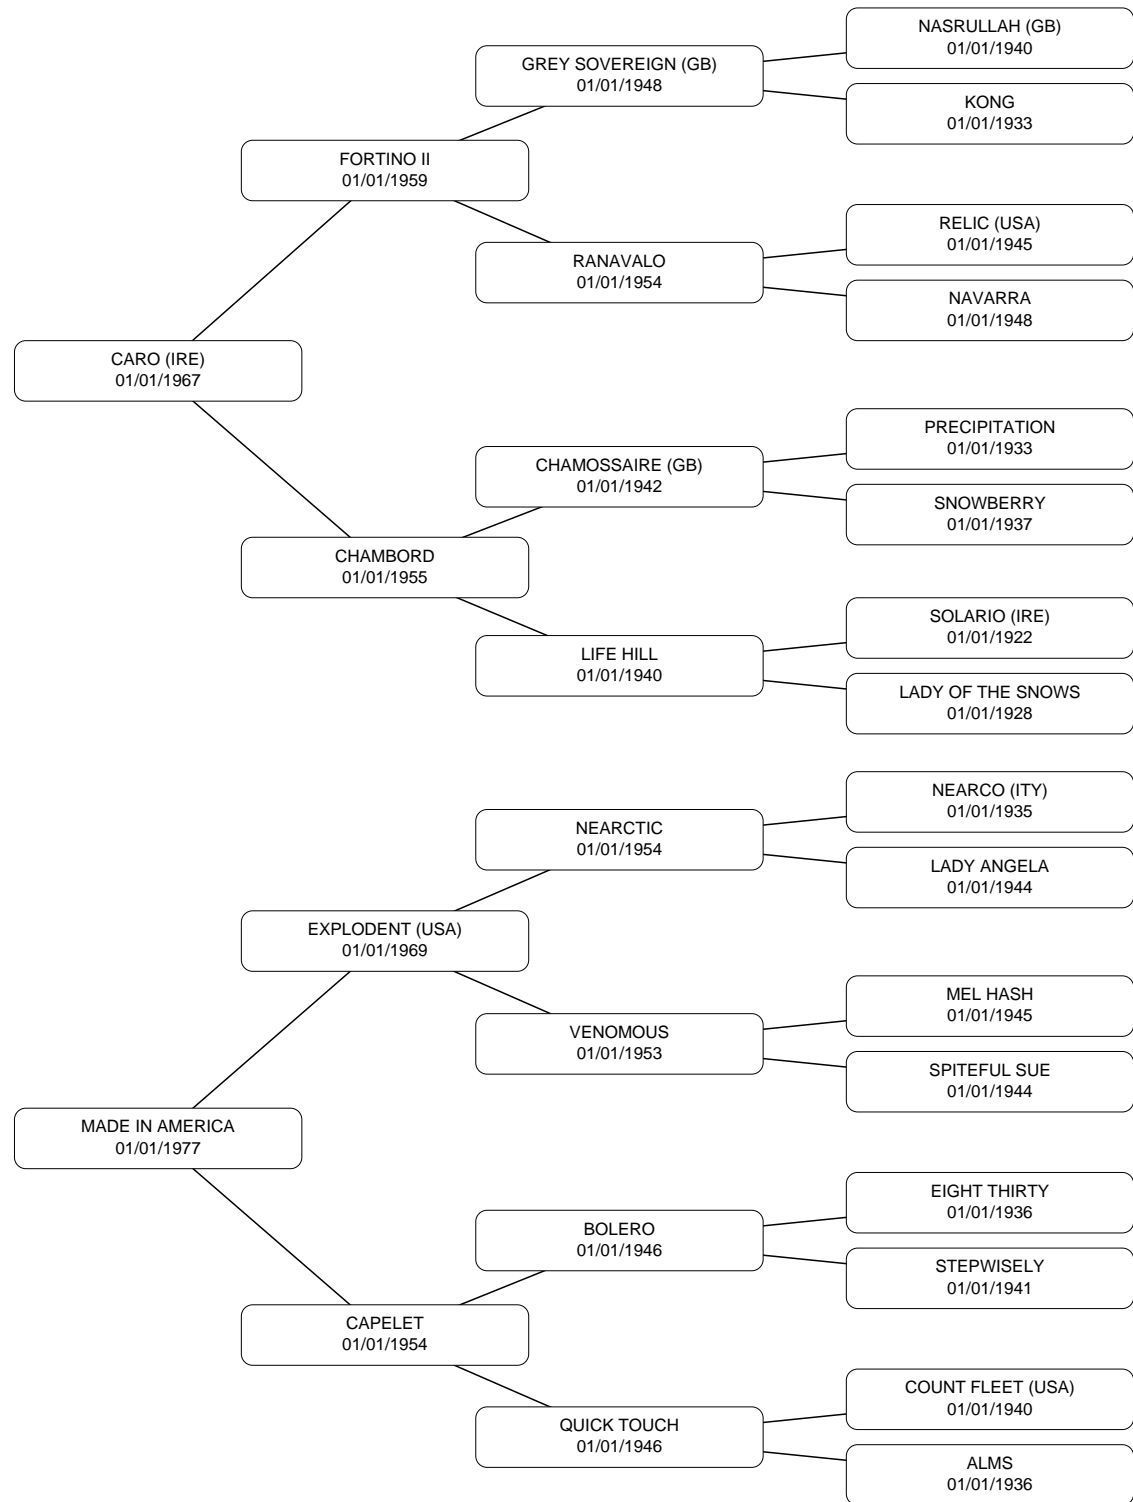 NASRULLAH (GB)
01/01/1940
GREY SOVEREIGN (GB)
01/01/1948
KONG
01/01/1933
FORTINO II
01/01/1959
RELIC (USA)
01/01/1945
RANAVALO
01/01/1954
NAVARRA
01/01/1948
CARO (IRE)
01/01/1967
PRECIPITATION
01/01/1933
CHAMOSSAIRE (GB)
01/01/1942
SNOWBERRY
01/01/1937
CHAMBORD
01/01/1955
SOLARIO (IRE)
01/01/1922
LIFE HILL
01/01/1940
LADY OF THE SNOWS
01/01/1928
NEARCO (ITY)
01/01/1935
NEARCTIC
01/01/1954
LADY ANGELA
01/01/1944
EXPLODENT (USA)
01/01/1969
MEL HASH
01/01/1945
VENOMOUS
01/01/1953
SPITEFUL SUE
01/01/1944
MADE IN AMERICA
01/01/1977
EIGHT THIRTY
01/01/1936
BOLERO
01/01/1946
STEPWISELY
01/01/1941
CAPELET
01/01/1954
COUNT FLEET (USA)
01/01/1940
QUICK TOUCH
01/01/1946
ALMS
01/01/1936